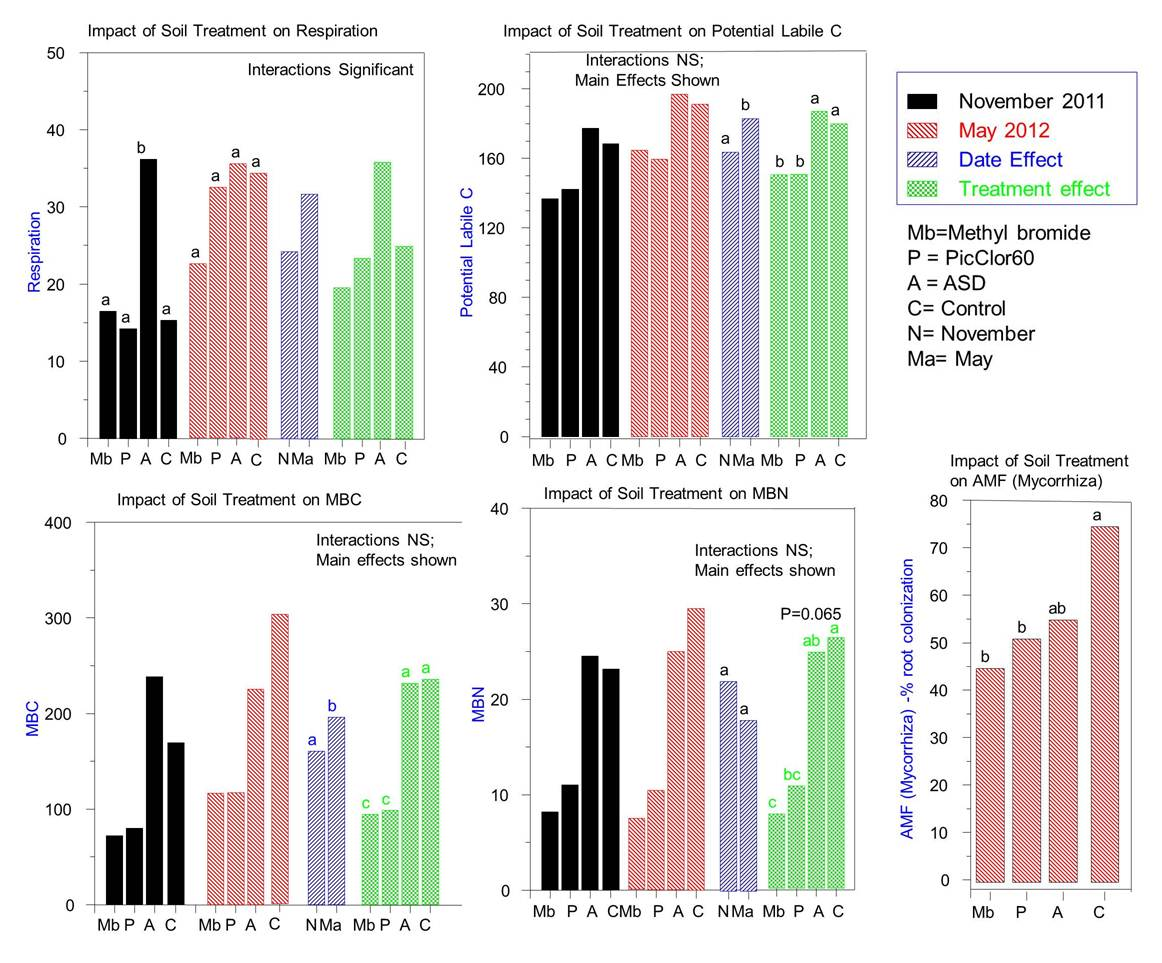 Impact of Soil Treatment on Respiration
Interactions Significant
Respiration
50
40
30
20
10
0
a
a
b
a
a
a
a
a
Mb P A C Mb P A C N Ma Mb P A C
Impact of Soil Treatment on Potential Labile C
Interactions NS;
Main Effects Shown
Potential Labile C
200
160
120
80
40
0
a
b
b
b
a
a
Mb P A C Mb P A C N Ma Mb P A C
November 2011
May 2012
Date Effect
Treatment effect
Mb=Methyl bromide
P = PicClor60
A = ASD
C= Control
N= November
Ma= May
Impact of Soil Treatment on MBC
Interactions NS;
Main effects shown
MBC
400
300
200
100
0
a
b
c
c
a
a
Mb P A C Mb P A C N Ma Mb P A C
Impact of Soil Treatment on MBN
Interactions NS;
Main effects shown
P=0.065
MBN
40
30
20
10
0
a
a
c
bc
ab
a
Mb P A C Mb P A C N Ma Mb P A C
Impact of Soil Treatment
on AMF (Mycorrhiza)
AMF (Mycorrhiza) -% root colonization
80
70
60
50
40
30
20
10
0
b
b
ab
a
Mb P A C